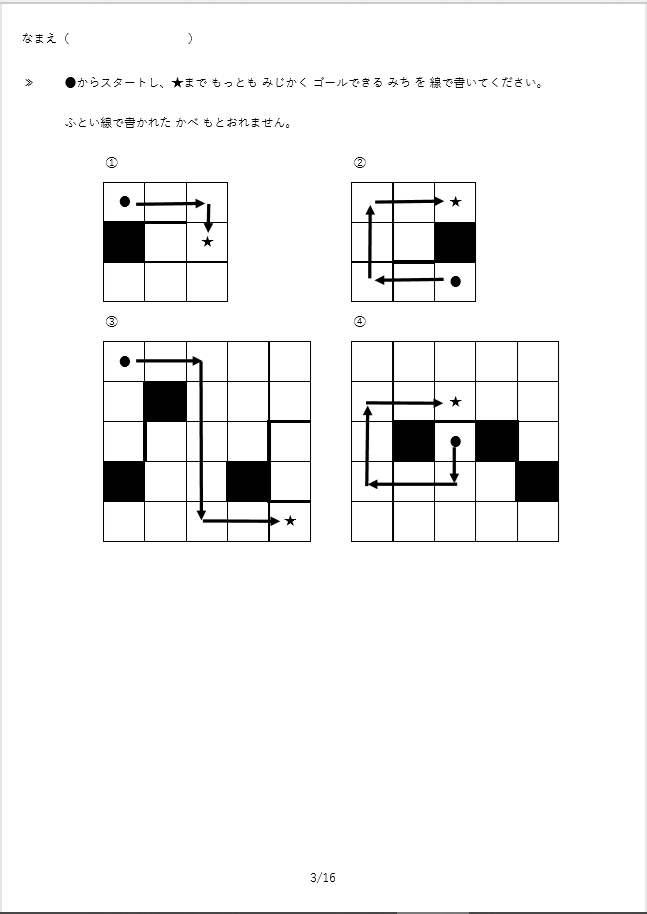 なまえ（　　　　　　　　　　）
≫　　●からスタートし、★まで もっとも みじかく ゴールできる みち を 線で書いてください。
ふとい線で書かれた かべ もとおれません。
①　②
③　④
3/16